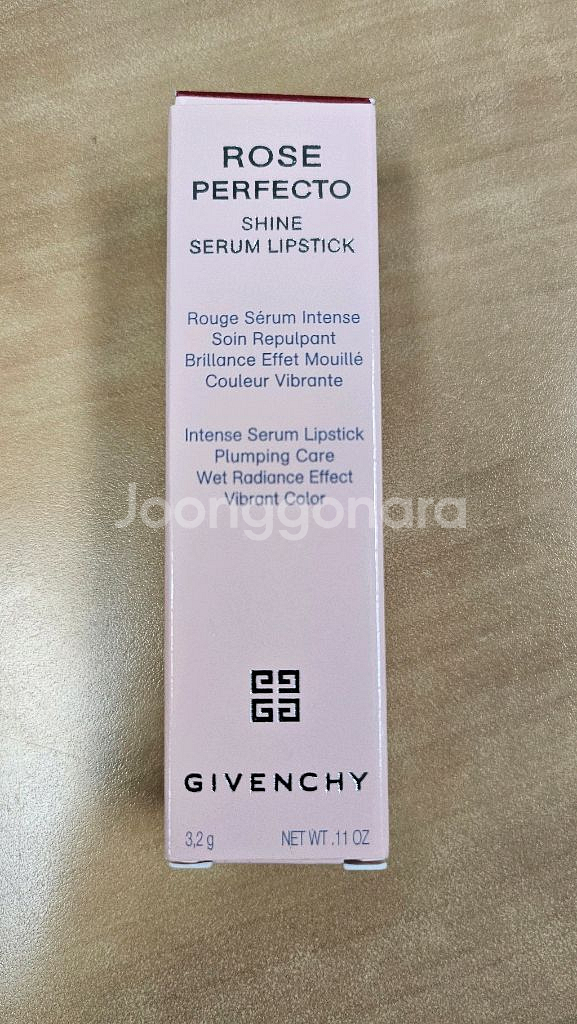 ROSE
PERFECTO
SHINE
SERUM LIPSTICK
Rouge Sérum Intense
Soin Repulpant
Brillance Effet Mouillé
Couleur Vibrante
Intense Serum Lipstick
Plumping Care
Wet Radiance Effect
Vibrant Color
Joonggonara
GIVENCHY
3,2 g NET WT .11 OZ